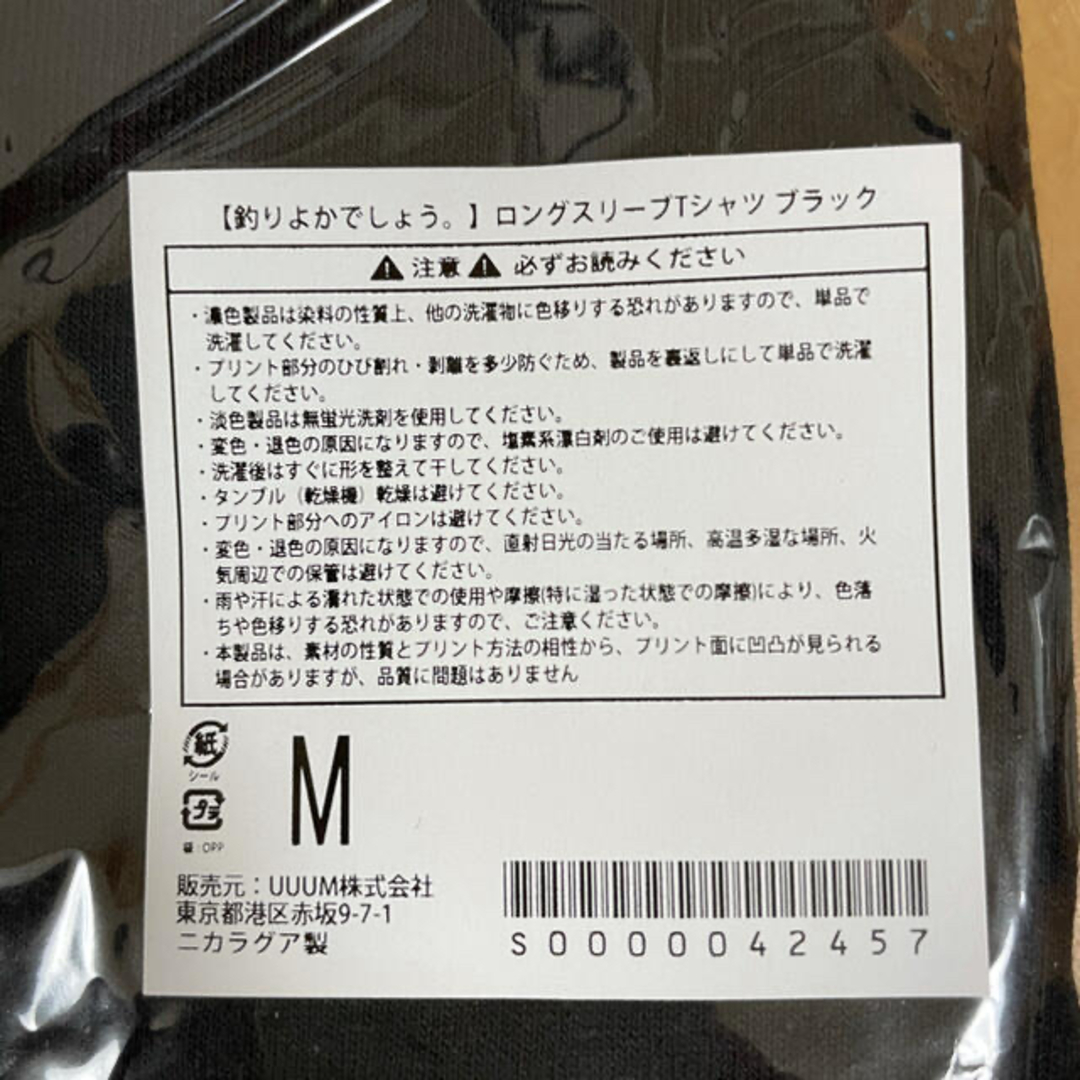 【釣りよかでしょう。】ロングスリーブTシャツ ブラック
⚠注意⚠ 必ずお読みください
・濃色製品は染料の性質上、他の洗濯物に色移りする恐れがありますので、単品で
洗濯してください。
・プリント部分のひび割れ・剥離を多少防ぐため、製品を裏返しにして単品で洗濯
してください。
・淡色製品は無蛍光洗剤を使用してください。
・変色・退色の原因になりますので、塩素系漂白剤のご使用は避けてください。
・洗濯後はすぐに形を整えて干してください。
・タンブル（乾燥機）乾燥は避けてください。
・プリント部分へのアイロンは避けてください。
・変色・退色の原因になりますので、直射日光の当たる場所、高温多湿な場所、火
気周辺での保管は避けてください。
・雨や汗による濡れた状態での使用や摩擦(特に湿った状態での摩擦)により、色落
ちや色移りする恐れがありますので、ご注意ください。
・本製品は、素材の性質とプリント方法の相性から、プリント面に凹凸が見られる
場合がありますが、品質に問題はありません
紙
シール
プラ
袋:OPP
M
販売元：UUUM株式会社
東京都港区赤坂9-7-1
ニカラグア製
S0000042457